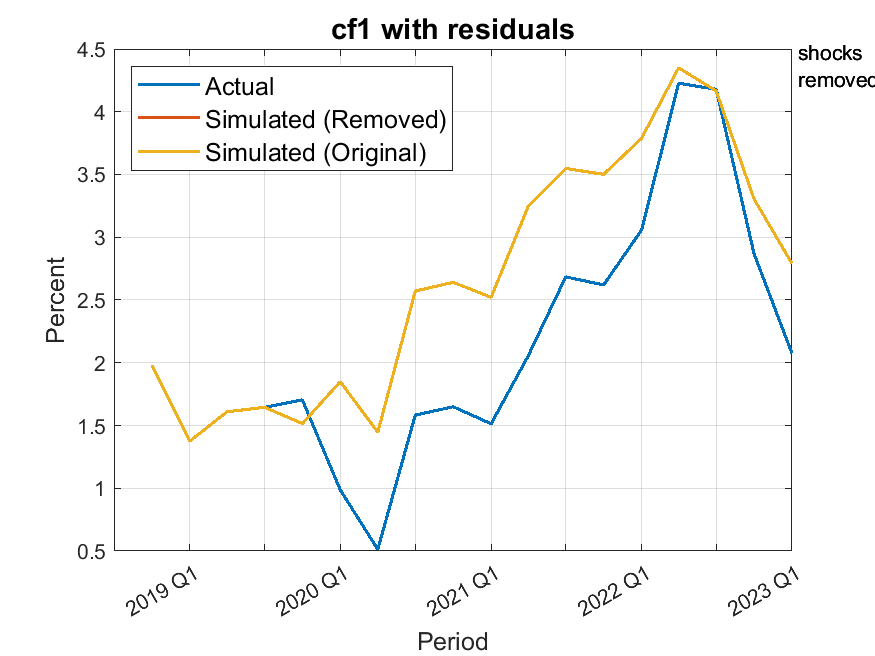 cf1 with residuals
shocks
removed
Actual
Simulated (Removed)
Simulated (Original)
4.5
4
3.5
3
2.5
2
1.5
1
0.5
Percent
2019 Q1
2020 Q1
2021 Q1
2022 Q1
2023 Q1
Period